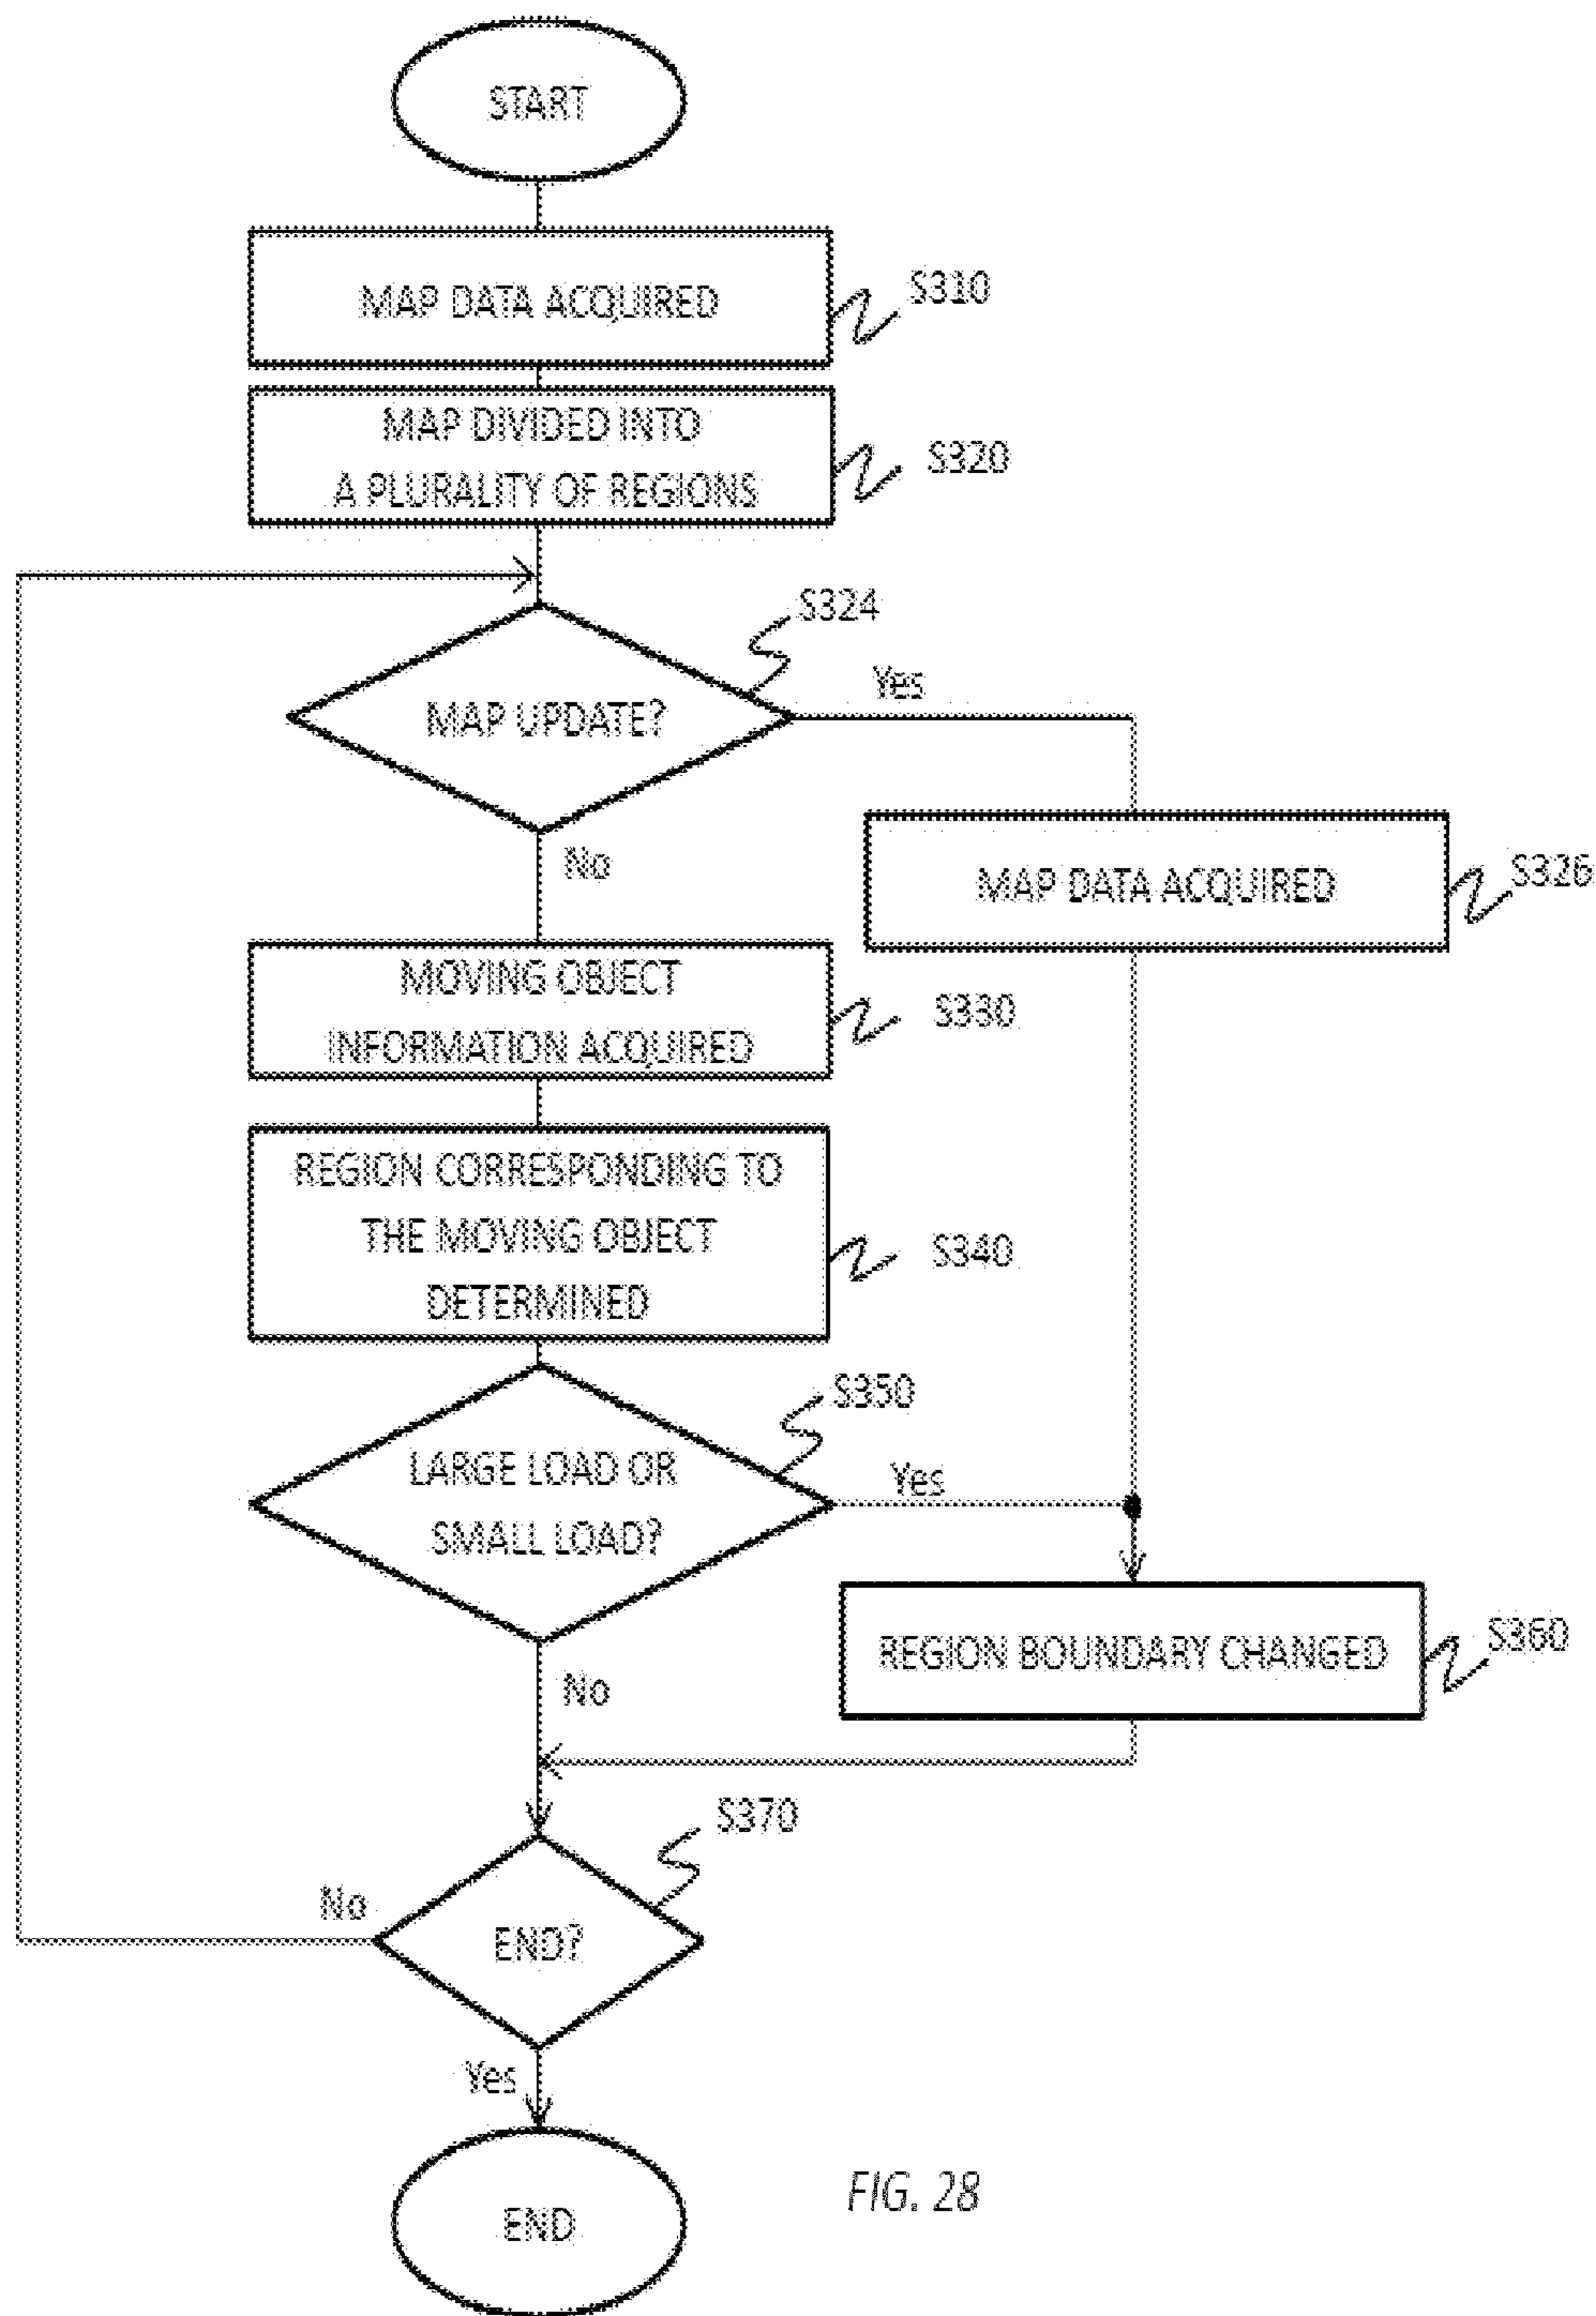 START
MAP DATA ACQUIRED
S310
MAP DIVIDED INTO
A PLURALITY OF REGIONS
S320
S324
MAP UPDATE?
Yes
No
MAP DATA ACQUIRED
S326
MOVING OBJECT
INFORMATION ACQUIRED
S330
REGION CORRESPONDING TO
THE MOVING OBJECT
DETERMINED
S340
S350
LARGE LOAD OR
SMALL LOAD?
Yes
No
REGION BOUNDARY CHANGED
S360
S370
END?
No
Yes
END
FIG. 28